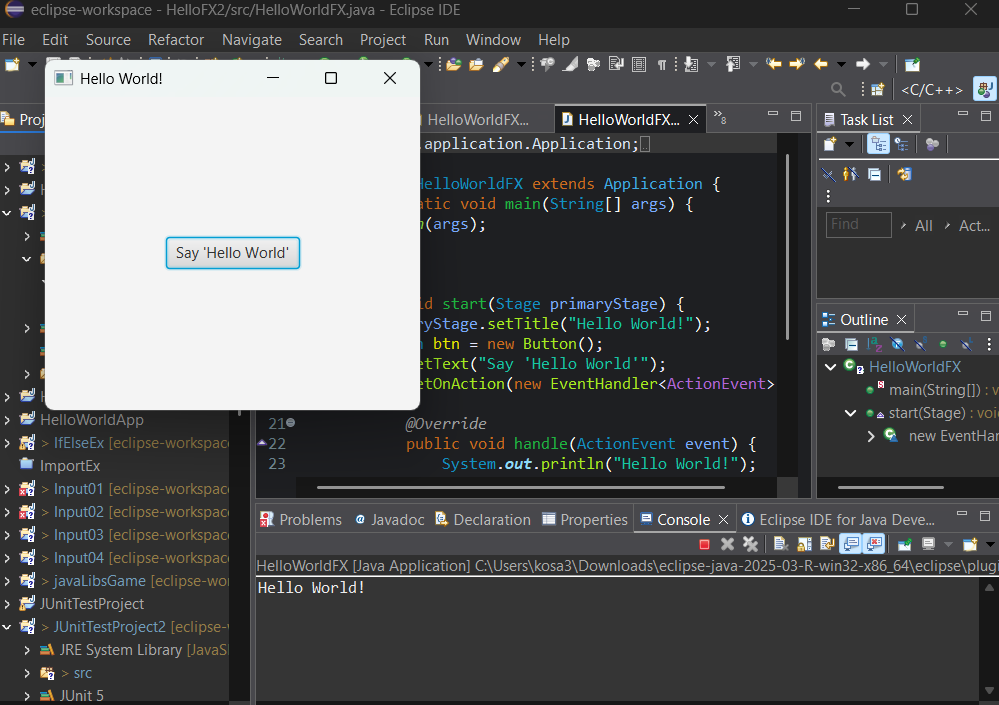 eclipse-workspace - HelloFX2/src/HelloWorldFX.java - Eclipse IDE
File Edit Source Refactor Navigate Search Project Run Window Help
<C/C++>
Hello World!
Say 'Hello World'
HelloWorldApp
> IfElseEx [eclipse-workspace
ImportEx
> Input01 [eclipse-workspace
> Input02 [eclipse-workspace
> Input03 [eclipse-workspace
> Input04 [eclipse-workspace
> javaLibsGame [eclipse-wor
JUnitTestProject
> JUnitTestProject2 [eclipse-
JRE System Library [JavaS
> src
JUnit 5
HelloWorldFX...
HelloWorldFX...
8
.application.Application;
HelloWorldFX extends Application {
atic void main(String[] args) {
(args);
id start(Stage primaryStage) {
ryStage.setTitle("Hello World!");
btn = new Button();
etText("Say 'Hello World'");
etOnAction(new EventHandler<ActionEvent>
21
@Override
22 public void handle(ActionEvent event) {
23 System.out.println("Hello World!");
Task List
Find All Act...
Outline
HelloWorldFX
main(String[]) : v
start(Stage) : void
new EventHan
Problems Javadoc Declaration Properties Console Eclipse IDE for Java Deve...
HelloWorldFX [Java Application] C:\Users\kosa3\Downloads\eclipse-java-2025-03-R-win32-x86_64\eclipse\plugi
Hello World!